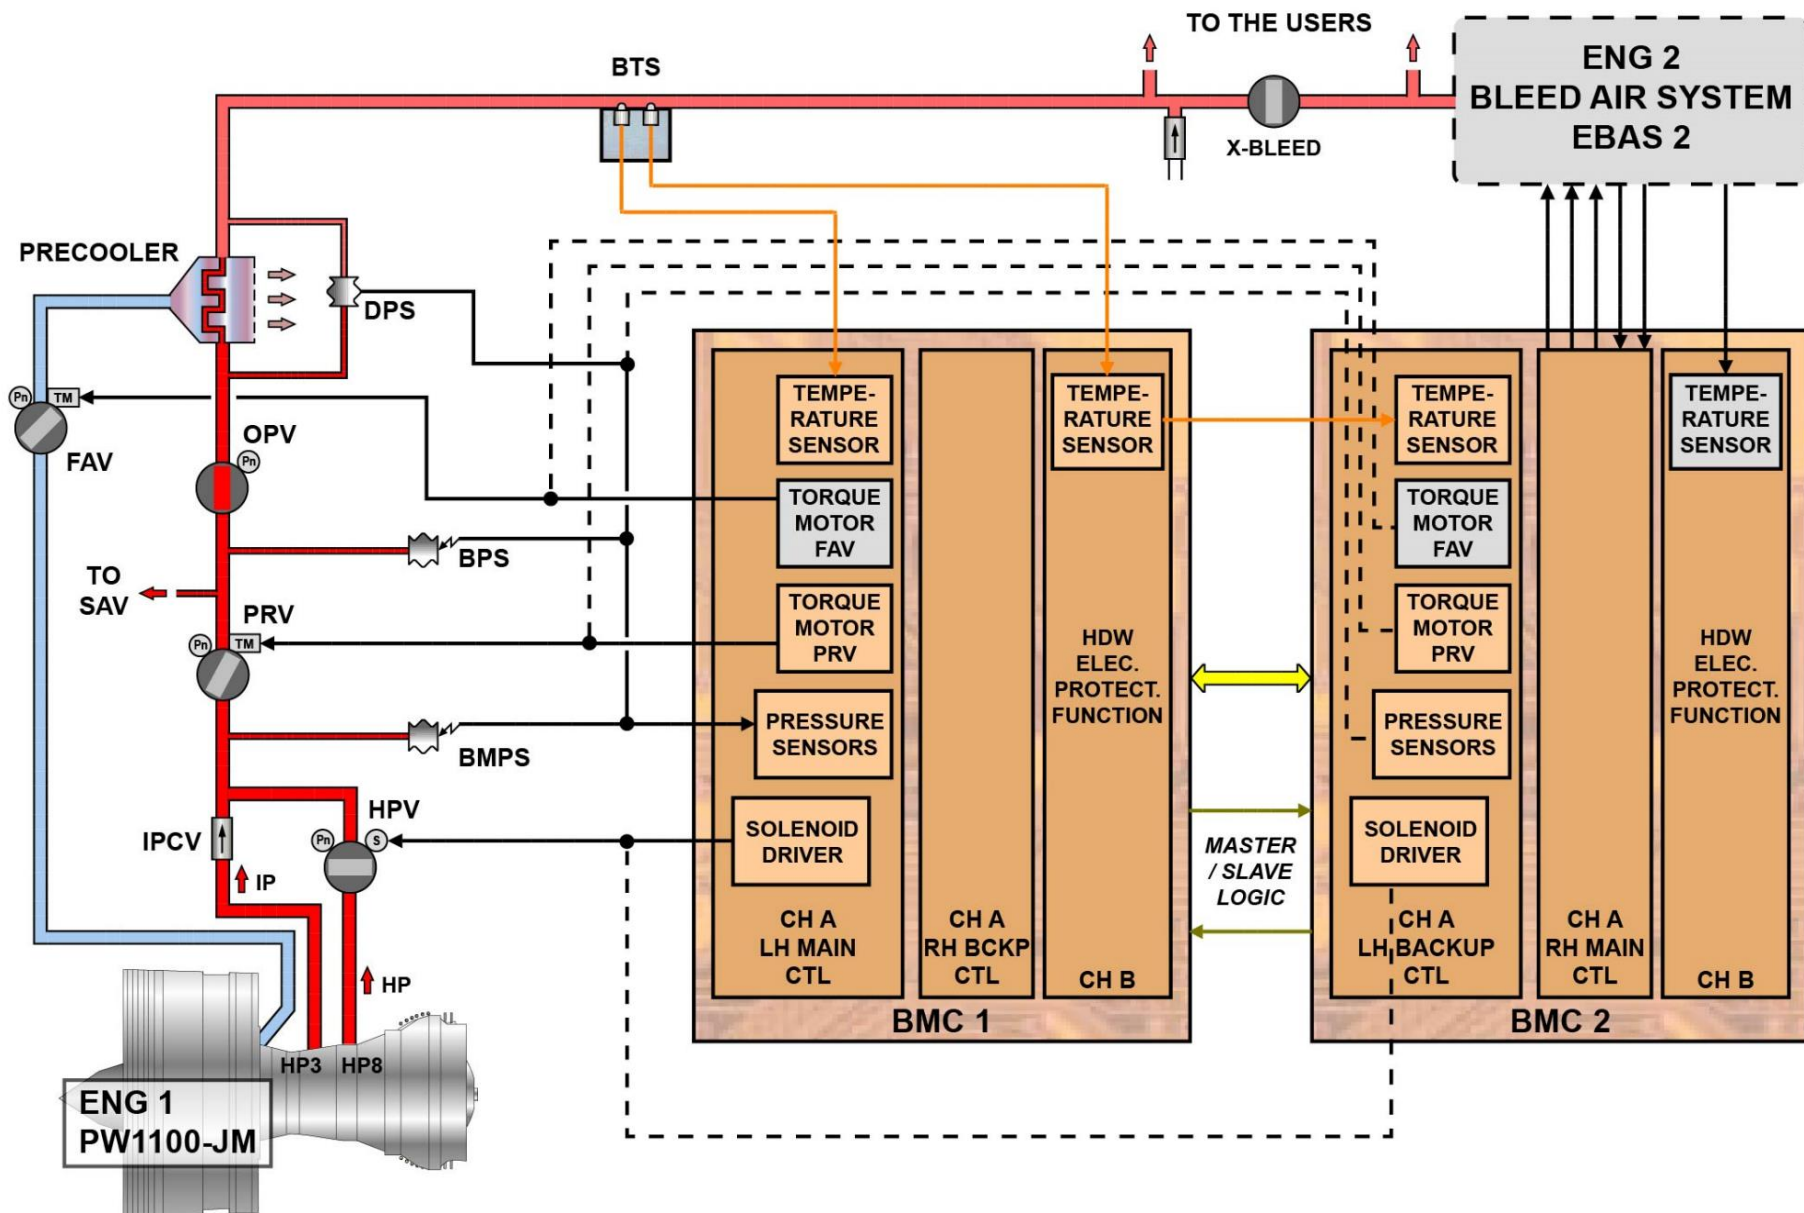 TO THE USERS
ENG 2
BLEED AIR SYSTEM
EBAS 2
BTS
X-BLEED
PRECOOLER
DPS
Pn
TM
FAV
OPV
Pn
BPS
TO
SAV
PRV
Pn
TM
BMPS
HPV
Pn
S
IPCV
IP
HP
HP3
HP8
ENG 1
PW1100-JM
TEMPE-
RATURE
SENSOR
TORQUE
MOTOR
FAV
TORQUE
MOTOR
PRV
PRESSURE
SENSORS
SOLENOID
DRIVER
CH A
LH MAIN
CTL
CH A
RH BCKP
CTL
TEMPE-
RATURE
SENSOR
HDW
ELEC.
PROTECT.
FUNCTION
CH B
BMC 1
MASTER
/ SLAVE
LOGIC
TEMPE-
RATURE
SENSOR
TORQUE
MOTOR
FAV
TORQUE
MOTOR
PRV
PRESSURE
SENSORS
SOLENOID
DRIVER
CH A
LH BACKUP
CTL
CH A
RH MAIN
CTL
TEMPE-
RATURE
SENSOR
HDW
ELEC.
PROTECT.
FUNCTION
CH B
BMC 2